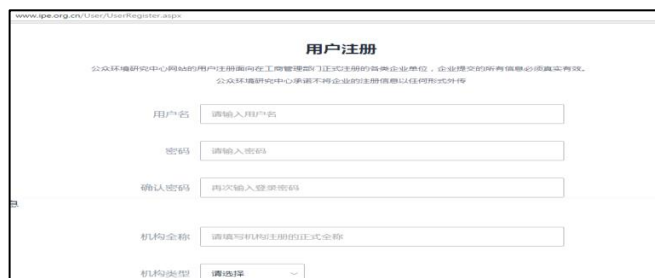 www.ipe.org.cn/User/UserRegister.aspx
用户注册
公众环境研究中心网站的用户注册面向在工商管理部门正式注册的各类企业单位，企业提交的所有信息必须真实有效。
公众环境研究中心承诺不将企业的注册信息以任何形式外传
用户名 请输入用户名
密码 请输入密码
确认密码 再次输入登录密码
息
机构全称 请填写机构注册的正式全称
机构类型 请选择